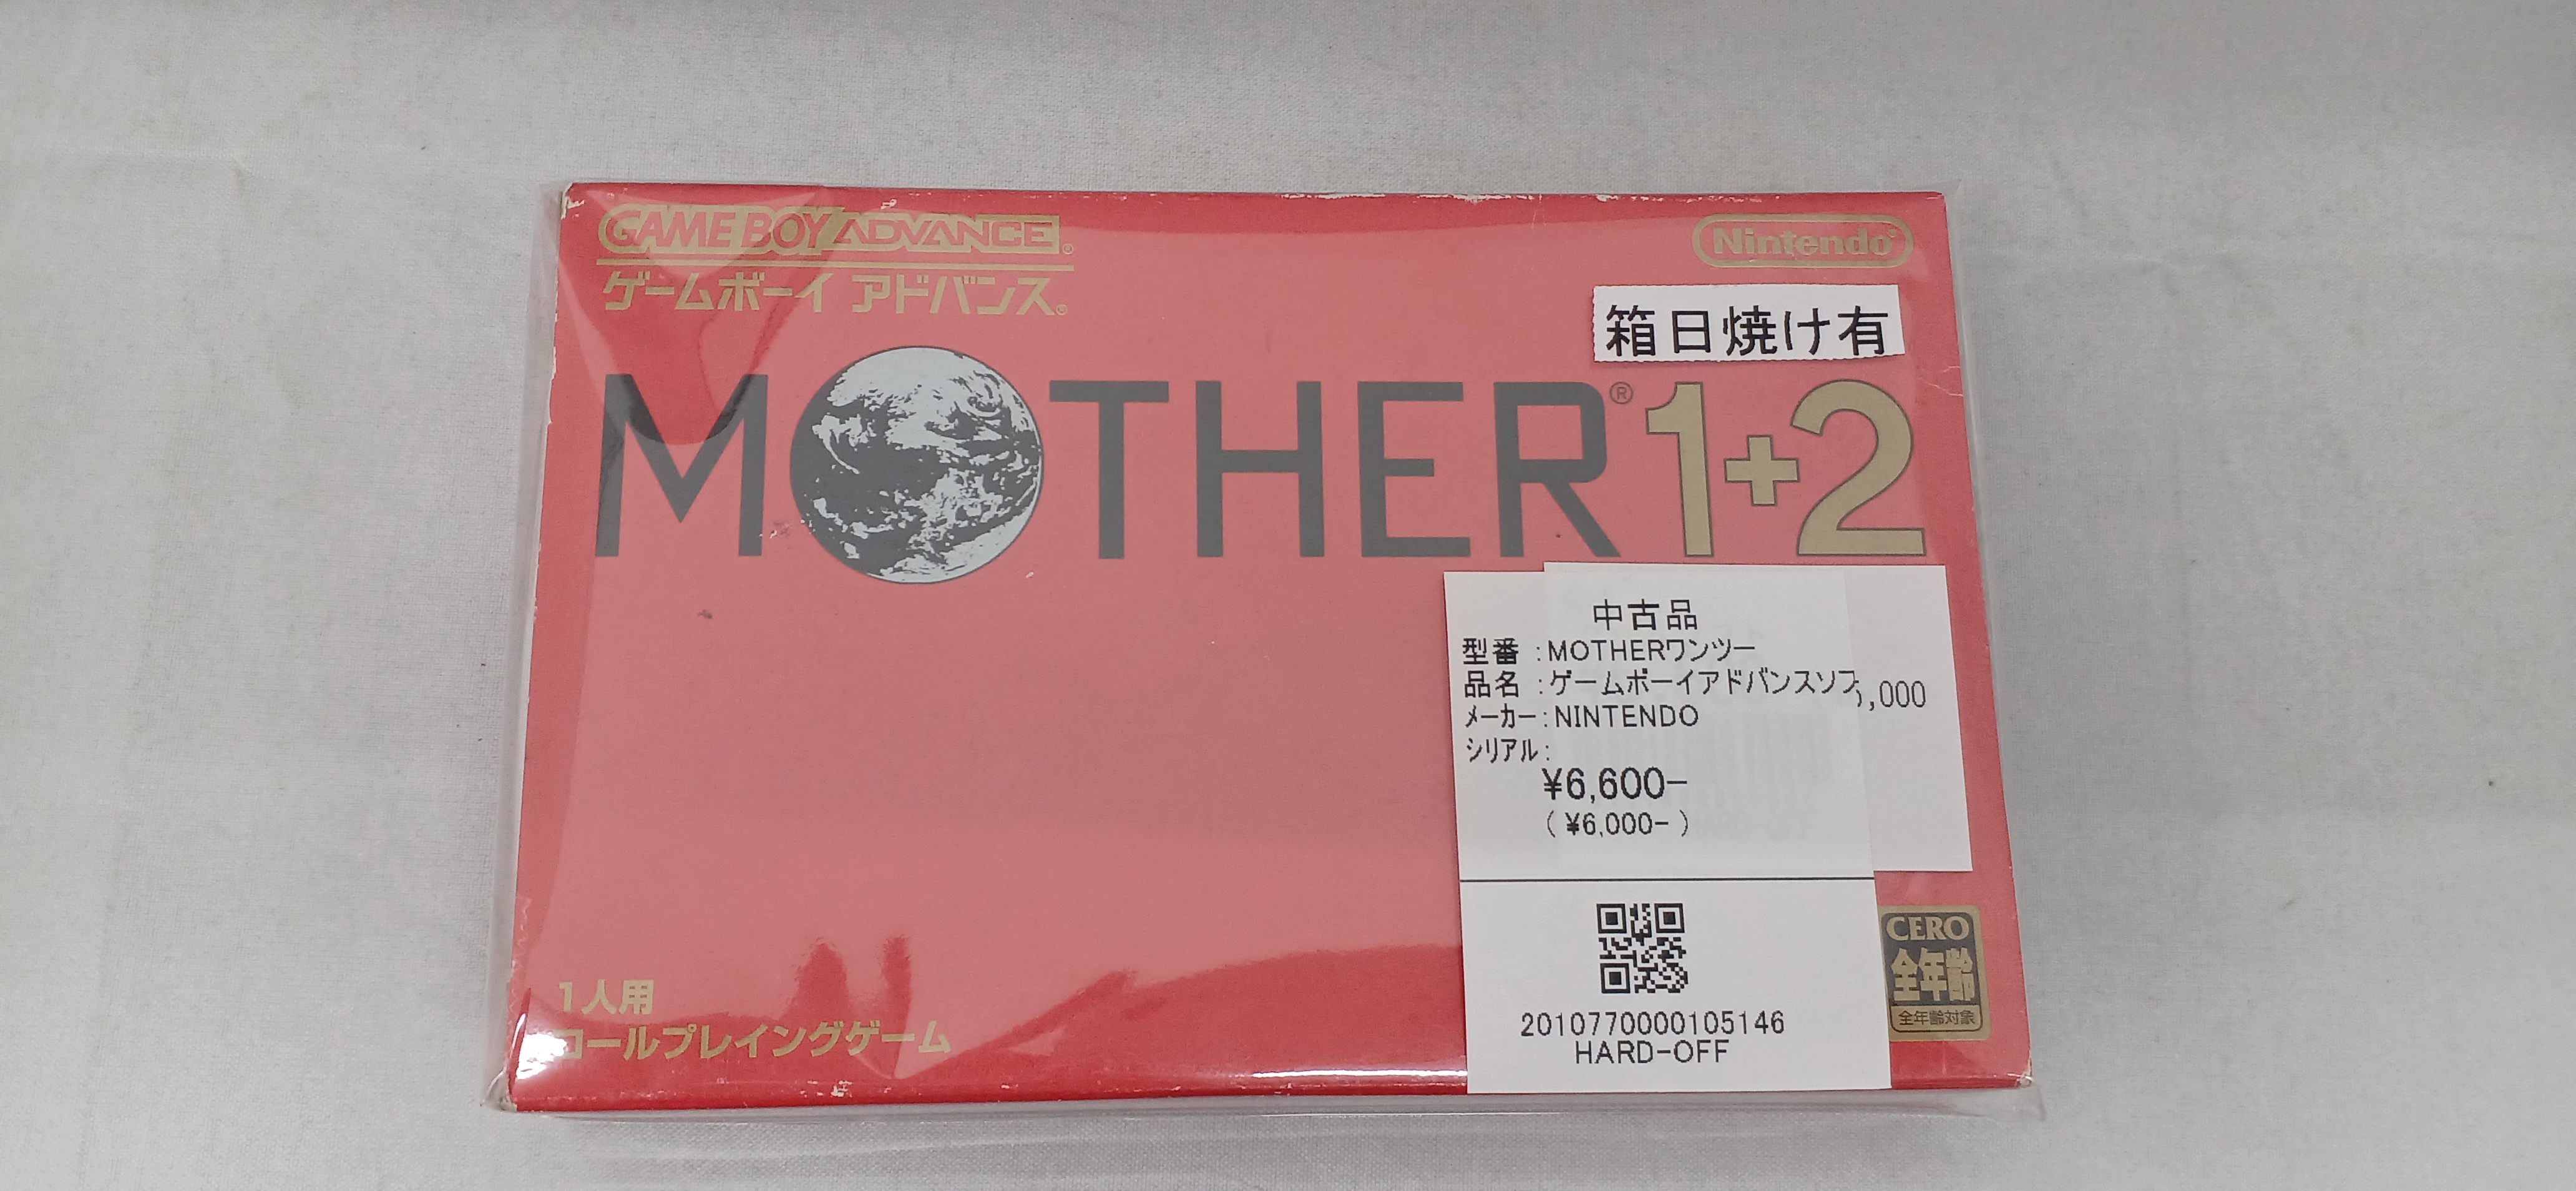 GAME BOY ADVANCE®
ゲームボーイ アドバンス®
Nintendo®
箱日焼け有
MOTHER®1+2
中古品
型番 :MOTHERワンツー
品名 :ゲームボーイアドバンスソフ
,000
メーカー:NINTENDO
シリアル:
¥6,600-
(¥6,000-)
2010770000105146
HARD-OFF
CERO
全年齢
全年齢対象
1人用
ロールプレイングゲーム